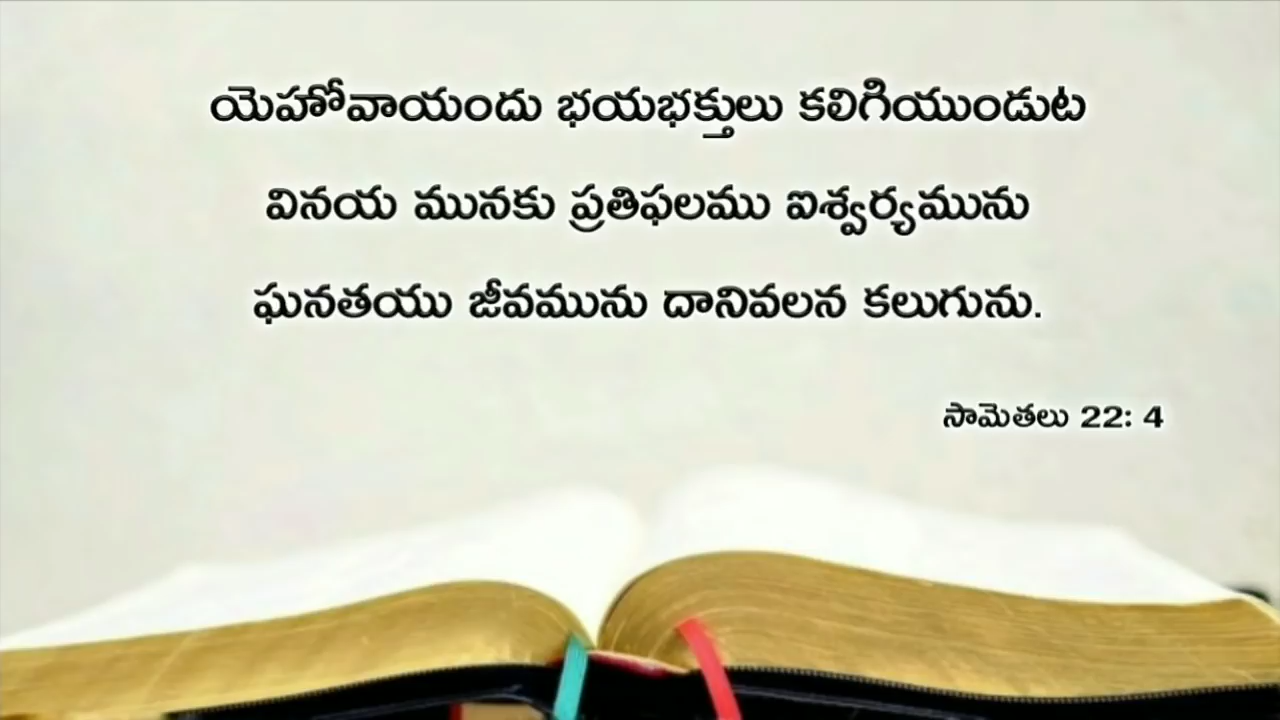 యెహోవాయందు భయభక్తులు కలిగియుండుట
వినయ మునకు ప్రతిఫలము ఐశ్వర్యమును
ఘనతయు జీవమును దానివలన కలుగును.
సామెతలు 22: 4